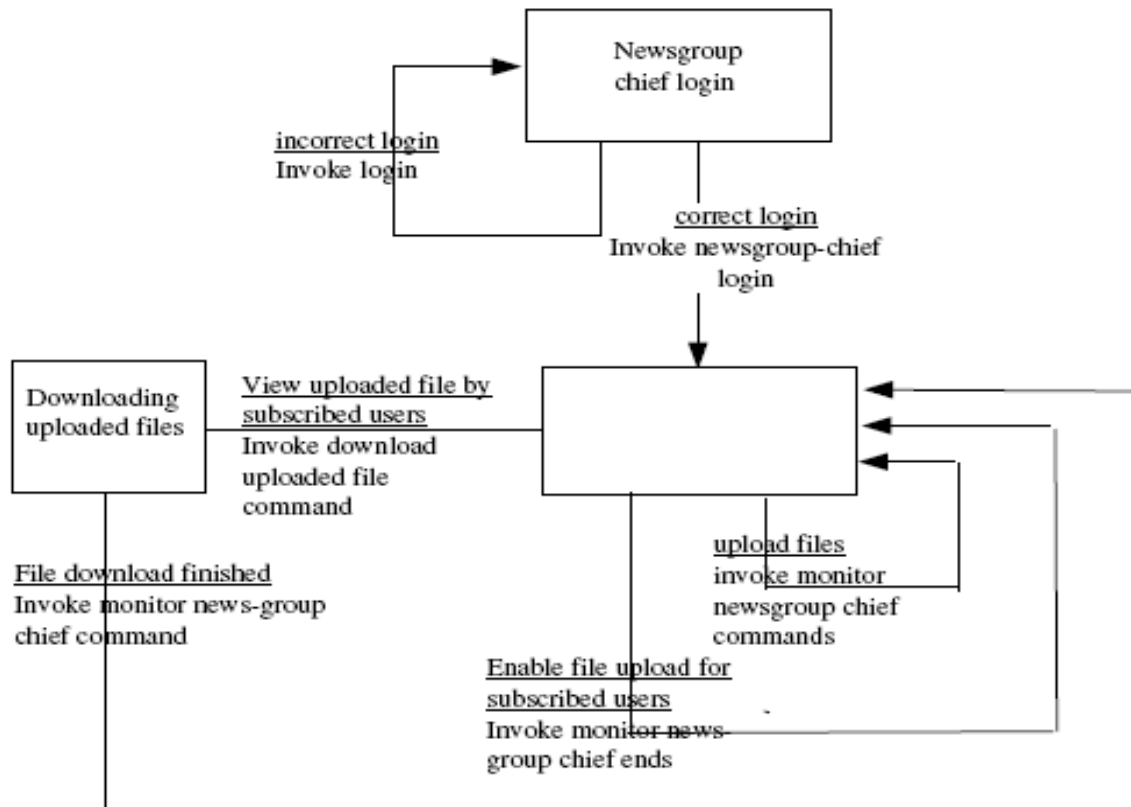 Newsgroup
chief login
incorrect login
Invoke login
correct login
Invoke newsgroup-chief
login
Downloading
uploaded files
View uploaded file by
subscribed users
Invoke download
uploaded file
command
File download finished
Invoke monitor news-group
chief command
upload files
invoke monitor
newsgroup chief
commands
Enable file upload for
subscribed users
Invoke monitor news-
group chief ends